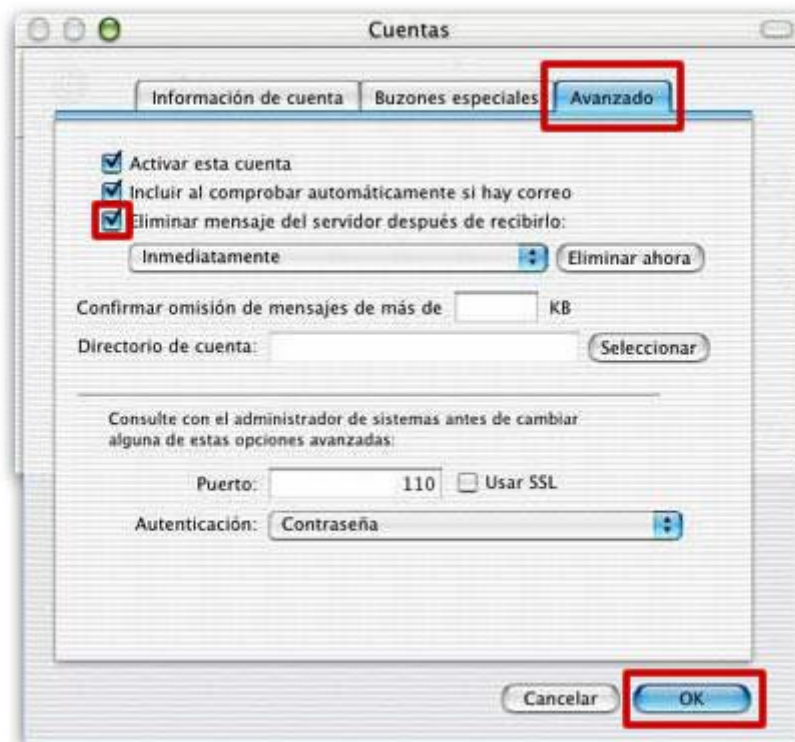 Cuentas
Información de cuenta Buzones especiales Avanzado
Activar esta cuenta
Incluir al comprobar automáticamente si hay correo
Eliminar mensaje del servidor después de recibirlo:
Inmediatamente Eliminar ahora
Confirmar omisión de mensajes de más de KB
Directorio de cuenta: Seleccionar
Consulte con el administrador de sistemas antes de cambiar
alguna de estas opciones avanzadas:
Puerto: 110 Usar SSL
Autenticación: Contraseña
Cancelar OK